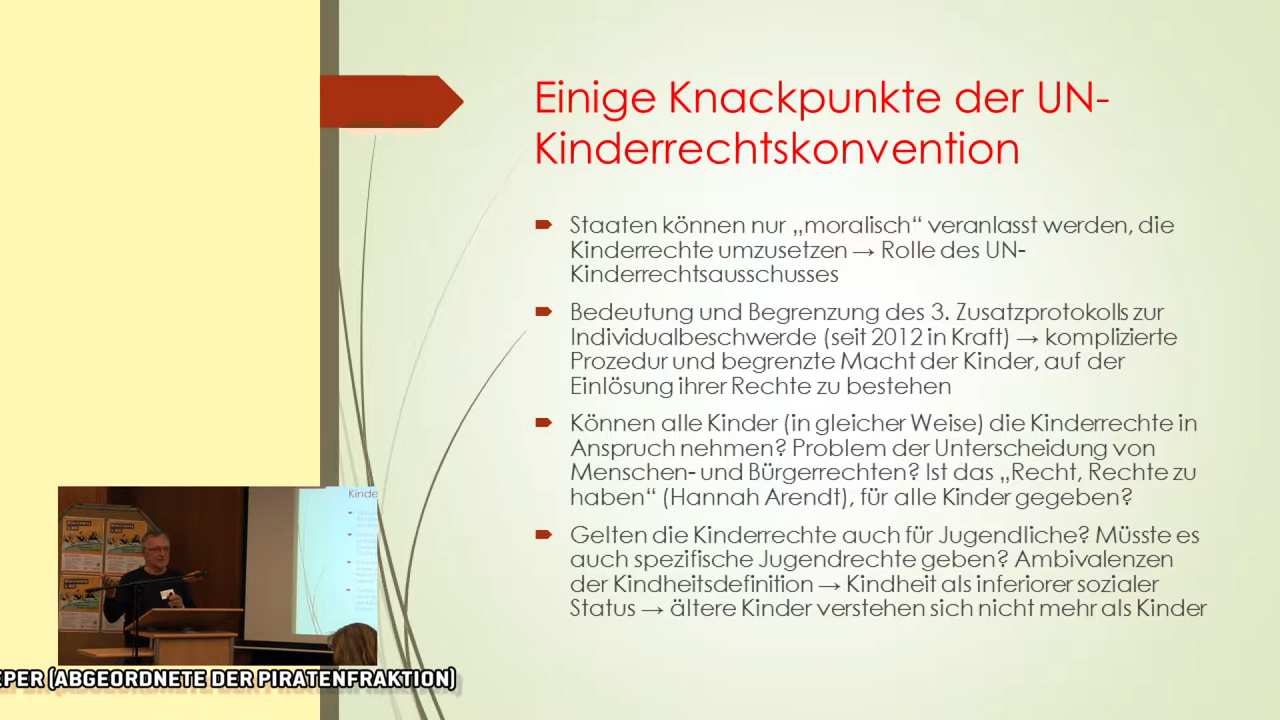 Einige Knackpunkte der UN-
Kinderrechtskonvention
Staaten können nur „moralisch“ veranlasst werden, die
Kinderrechte umzusetzen → Rolle des UN-
Kinderrechtsausschusses
Bedeutung und Begrenzung des 3. Zusatzprotokolls zur
Individualbeschwerde (seit 2012 in Kraft) → komplizierte
Prozedur und begrenzte Macht der Kinder, auf der
Einlösung ihrer Rechte zu bestehen
Können alle Kinder (in gleicher Weise) die Kinderrechte in
Anspruch nehmen? Problem der Unterscheidung von
Menschen- und Bürgerrechten? Ist das „Recht, Rechte zu
haben“ (Hannah Arendt), für alle Kinder gegeben?
Gelten die Kinderrechte auch für Jugendliche? Müsste es
auch spezifische Jugendrechte geben? Ambivalenzen
der Kindheitsdefinition → Kindheit als inferiorer sozialer
Status → ältere Kinder verstehen sich nicht mehr als Kinder
Kinde
EPER (ABGEORDNETE DER PIRATENFRAKTION)